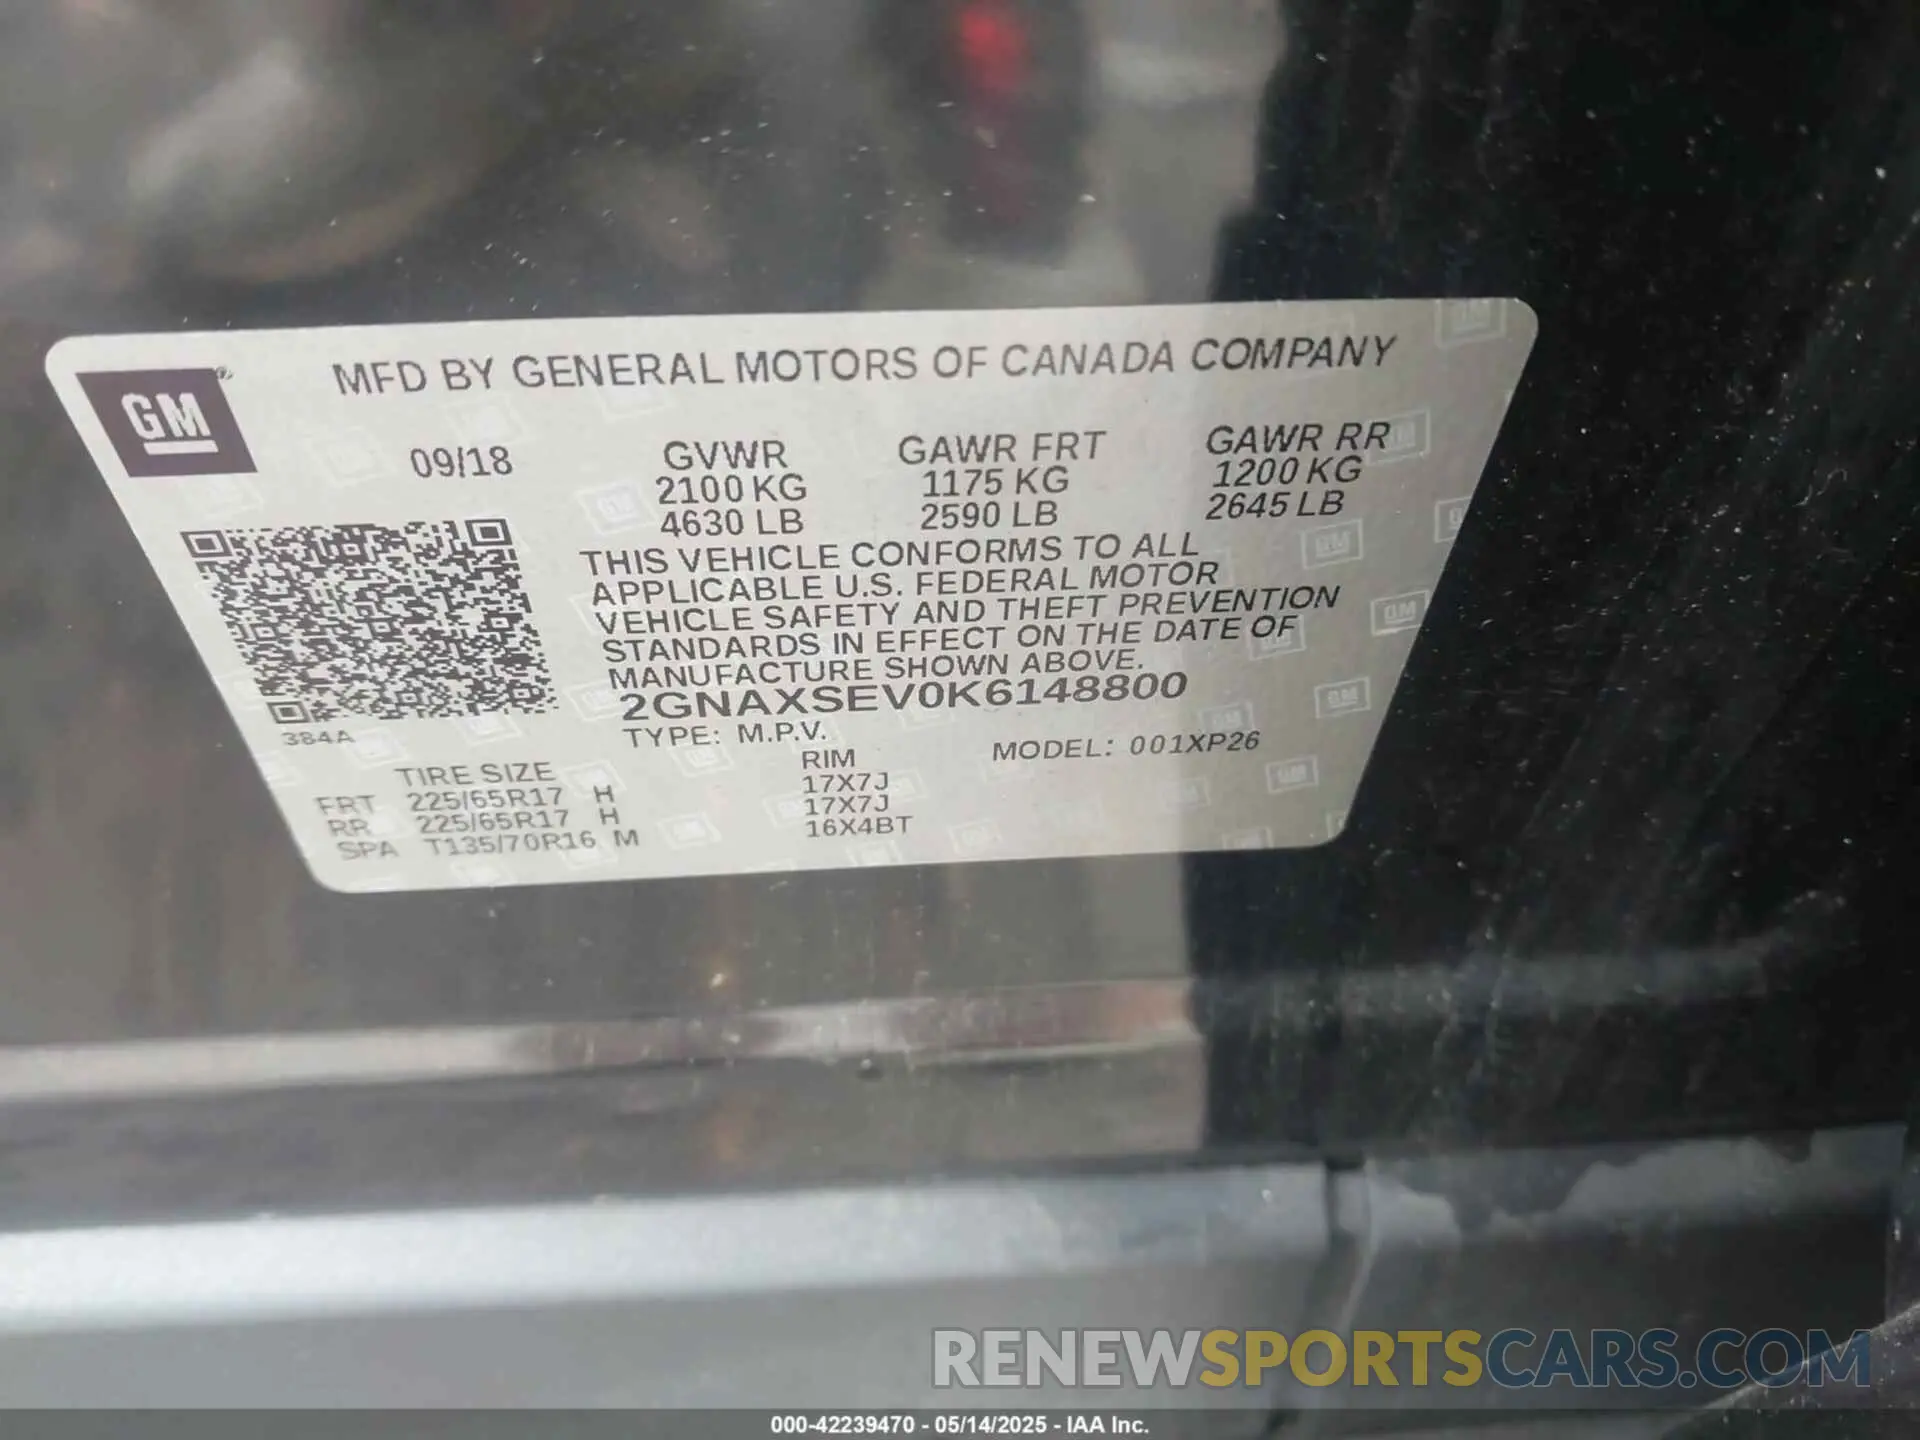 MFD BY GENERAL MOTORS OF CANADA COMPANY
GM®
09/18 GVWR GAWR FRT GAWR RR
2100 KG 1175 KG 1200 KG
4630 LB 2590 LB 2645 LB
THIS VEHICLE CONFORMS TO ALL
APPLICABLE U.S. FEDERAL MOTOR
VEHICLE SAFETY AND THEFT PREVENTION
STANDARDS IN EFFECT ON THE DATE OF
MANUFACTURE SHOWN ABOVE.
2GNAXSEV0K6148800
384A
TYPE: M.P.V. MODEL: 001XP26
TIRE SIZE RIM
FRT 225/65R17 H 17X7J
RR 225/65R17 H 17X7J
SPA T135/70R16 M 16X4BT
RENEWSPORTSCARS.COM
000-42239470 - 05/14/2025 - IAA Inc.